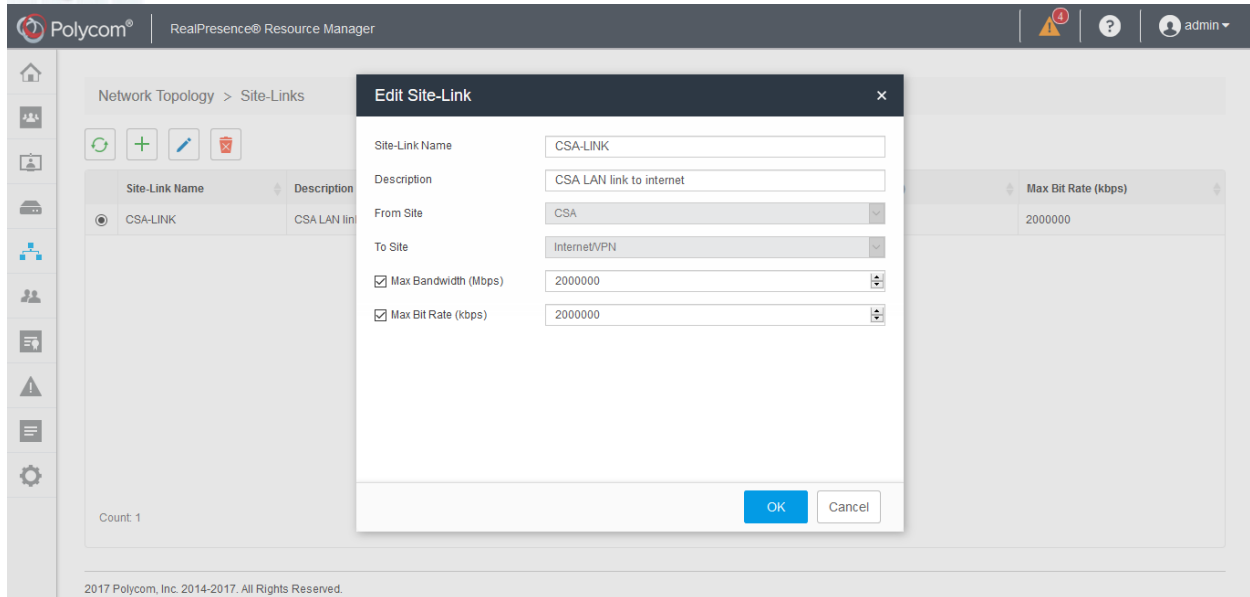 Polycom® RealPresence® Resource Manager 4 ? admin
Network Topology > Site-Links
Site-Link Name Description Max Bit Rate (kbps)
CSA-LINK CSA LAN 2000000
Count: 1
Edit Site-Link ×
Site-Link Name CSA-LINK
Description CSA LAN link to internet
From Site CSA
To Site Internet/VPN
Max Bandwidth (Mbps) 2000000
Max Bit Rate (kbps) 2000000
OK Cancel
2017 Polycom, Inc. 2014-2017. All Rights Reserved.